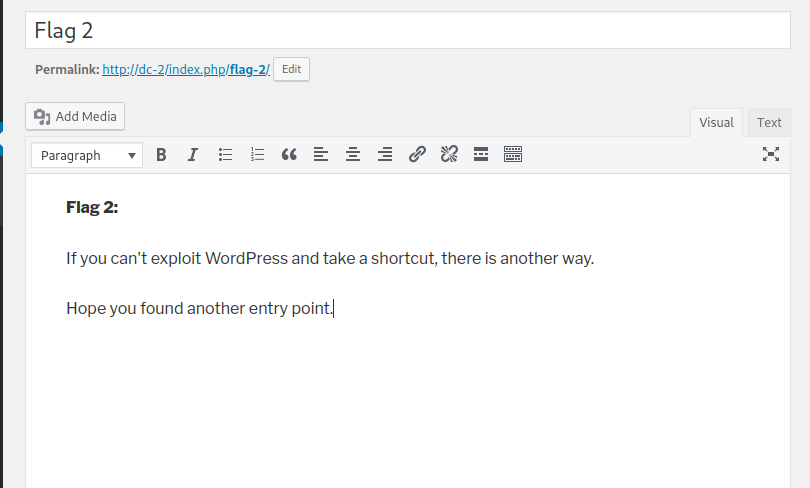 Flag 2
Permalink: http://dc-2/index.php/flag-2/ Edit
Add Media
Visual Text
Paragraph
Flag 2:
If you can't exploit WordPress and take a shortcut, there is another way.
Hope you found another entry point.